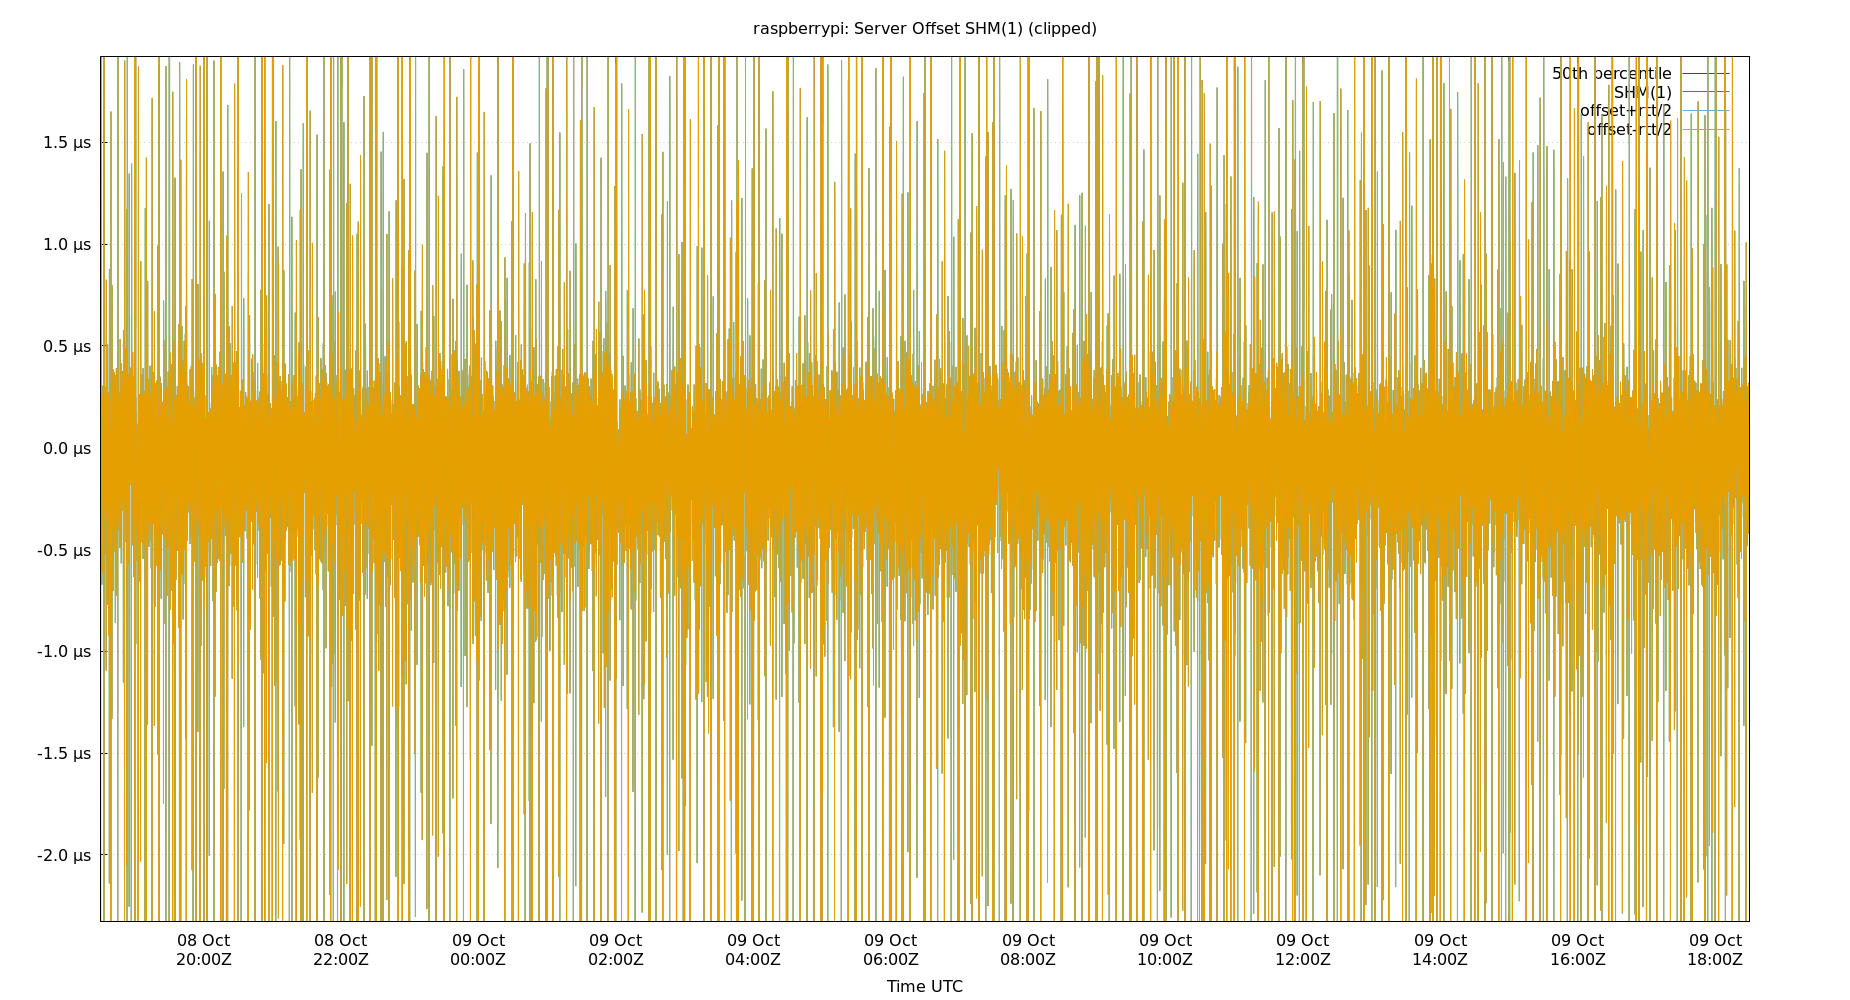 raspberrypi: Server Offset SHM(1) (clipped)
50th percentile
SHM(1)
offset+rtt/2
offset-rtt/2
1.5 µs
1.0 µs
0.5 µs
0.0 µs
-0.5 µs
-1.0 µs
-1.5 µs
-2.0 µs
08 Oct 08 Oct 09 Oct 09 Oct 09 Oct 09 Oct 09 Oct 09 Oct 09 Oct 09 Oct 09 Oct 09 Oct
20:00Z 22:00Z 00:00Z 02:00Z 04:00Z 06:00Z 08:00Z 10:00Z 12:00Z 14:00Z 16:00Z 18:00Z
Time UTC